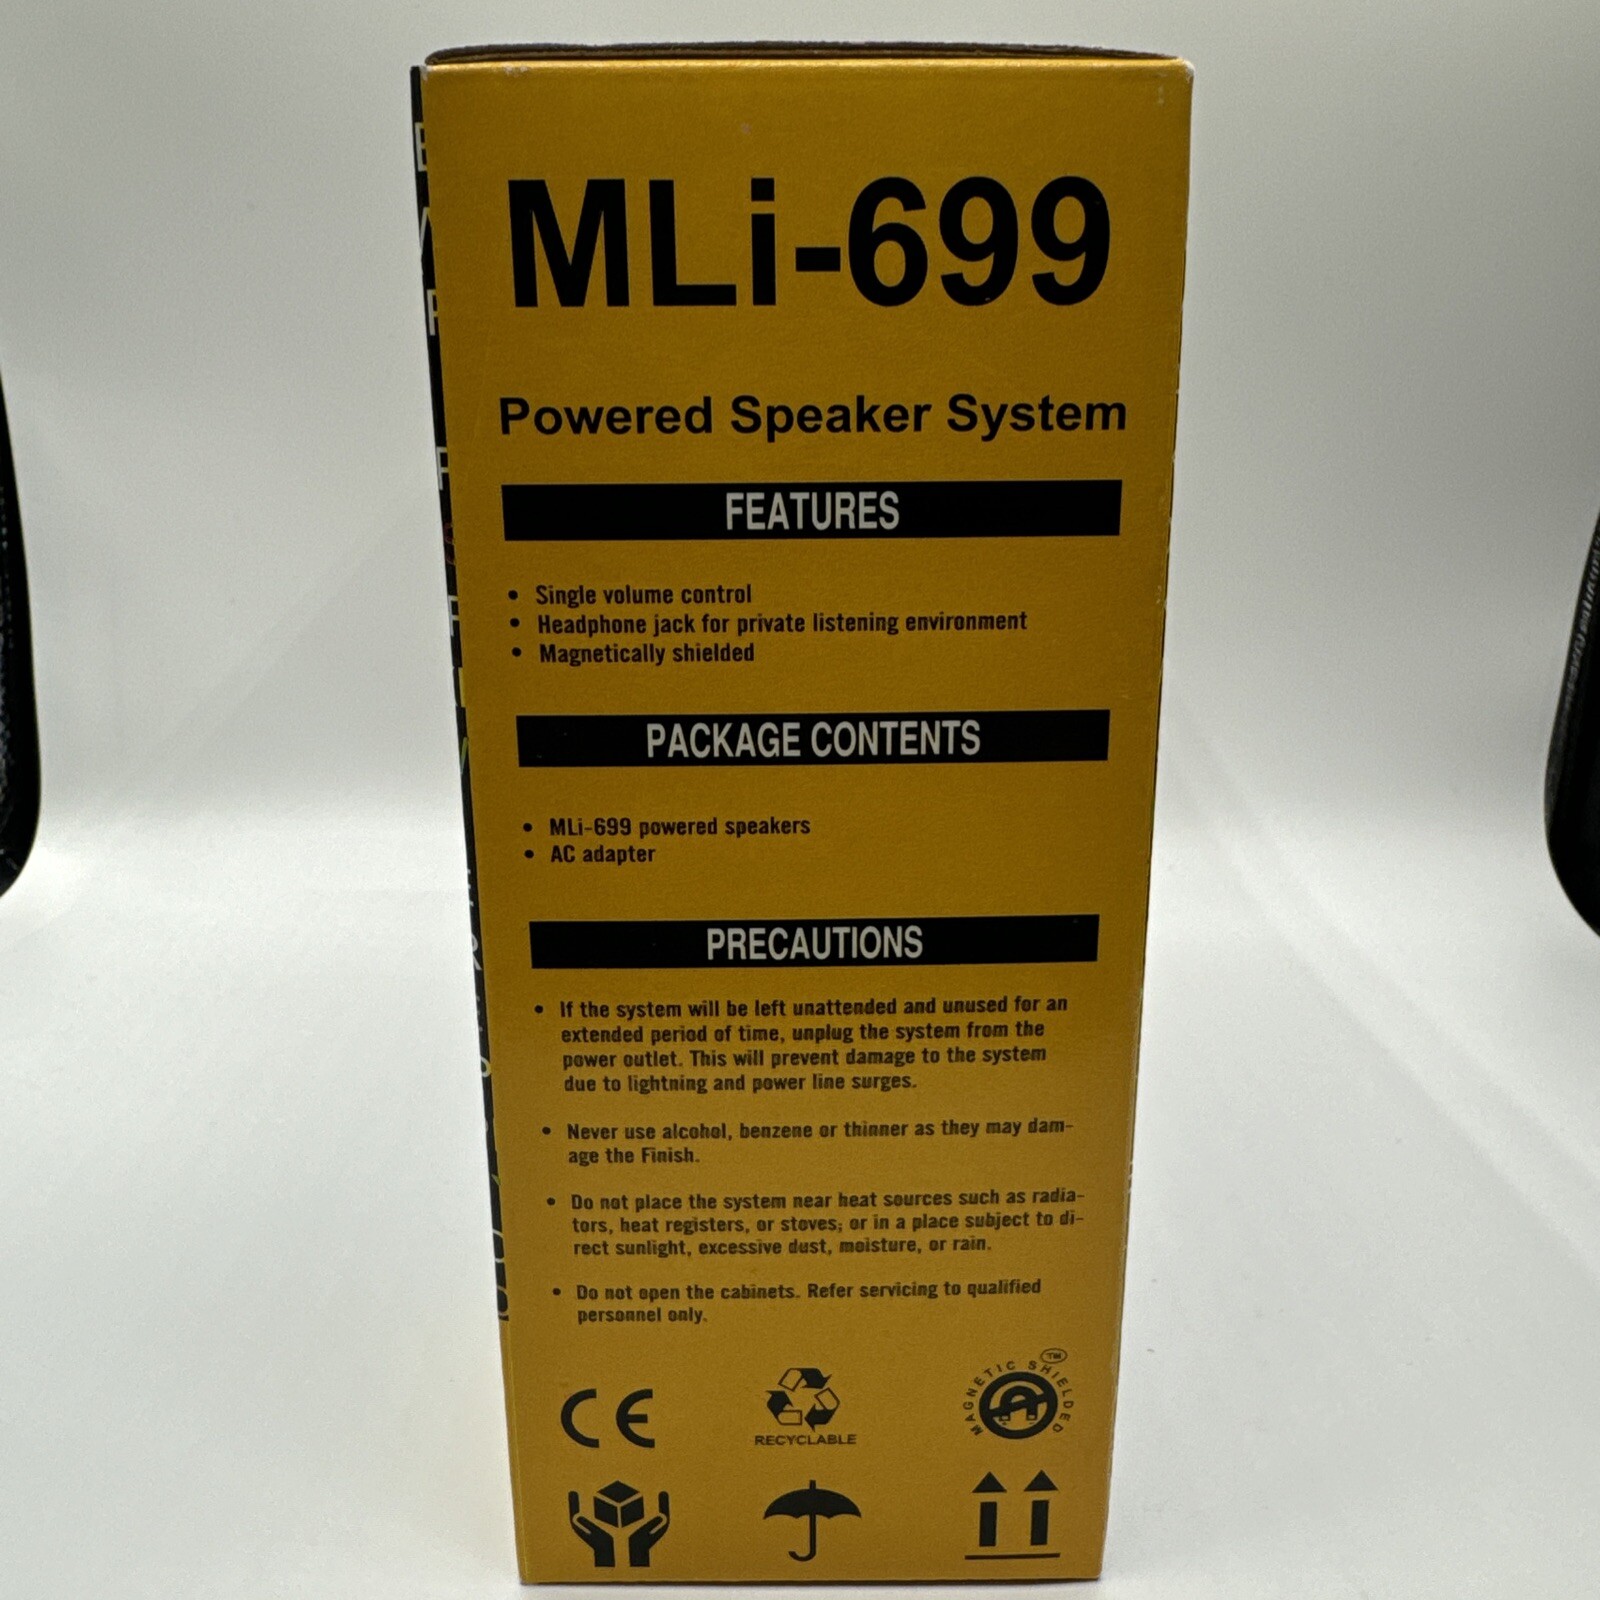 MLi-699
Powered Speaker System
FEATURES
• Single volume control
• Headphone jack for private listening environment
• Magnetically shielded
PACKAGE CONTENTS
• MLi-699 powered speakers
• AC adapter
PRECAUTIONS
• If the system will be left unattended and unused for an
extended period of time, unplug the system from the
power outlet. This will prevent damage to the system
due to lightning and power line surges.
• Never use alcohol, benzene or thinner as they may dam-
age the Finish.
• Do not place the system near heat sources such as radia-
tors, heat registers, or stoves; or in a place subject to di-
rect sunlight, excessive dust, moisture, or rain.
• Do not open the cabinets. Refer servicing to qualified
personnel only.
CE
RECYCLABLE
MAGNETIC SHIELDED TM